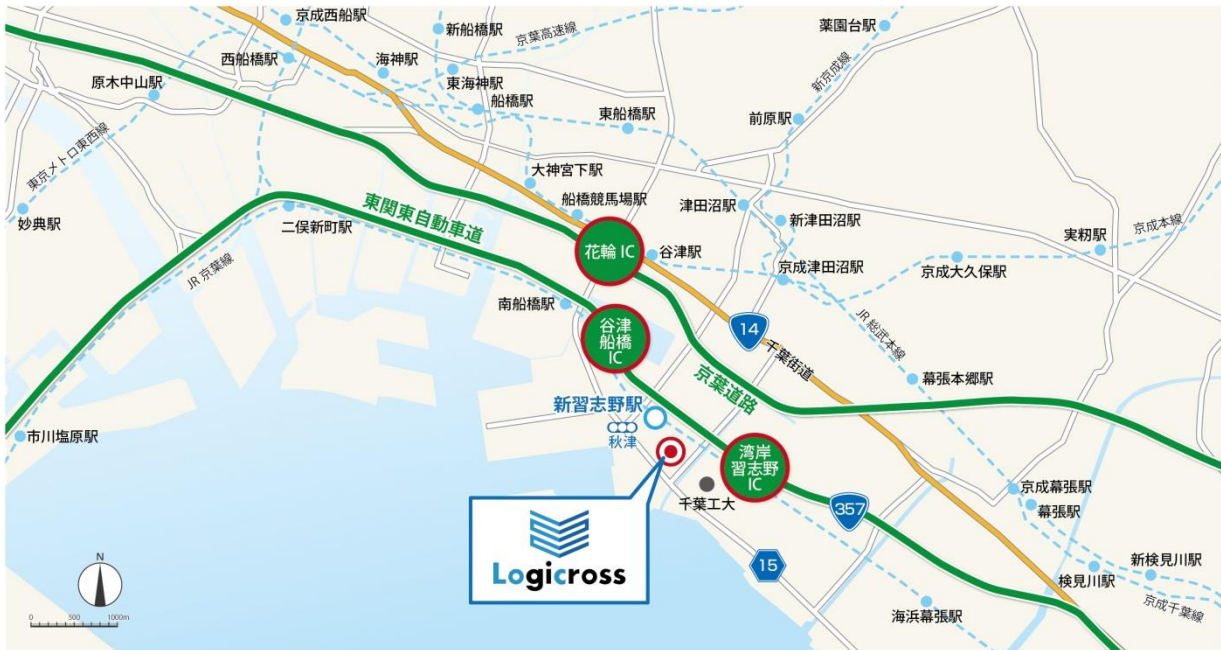 京成西船駅
新船橋駅
京葉高速線
薬園台駅
西船橋駅
海神駅
東海神駅
新京成線
原木中山駅
船橋駅
東船橋駅
前原駅
東京メトロ東西線
大神宮下駅
船橋競馬場駅
津田沼駅
新津田沼駅
妙典駅
二俣新町駅
東関東自動車道
花輪 IC
谷津駅
実籾駅
京成本線
京成大久保駅
京成津田沼駅
JR 京葉線
南船橋駅
谷津
船橋
IC
14
千葉街道
JR 総武本線
京葉道路
幕張本郷駅
新習志野駅
秋津
市川塩原駅
湾岸
習志野
IC
千葉工大
357
京成幕張駅
幕張駅
Logicross
15
新検見川駅
検見川駅
京成千葉線
海浜幕張駅
N
0 500 1000m